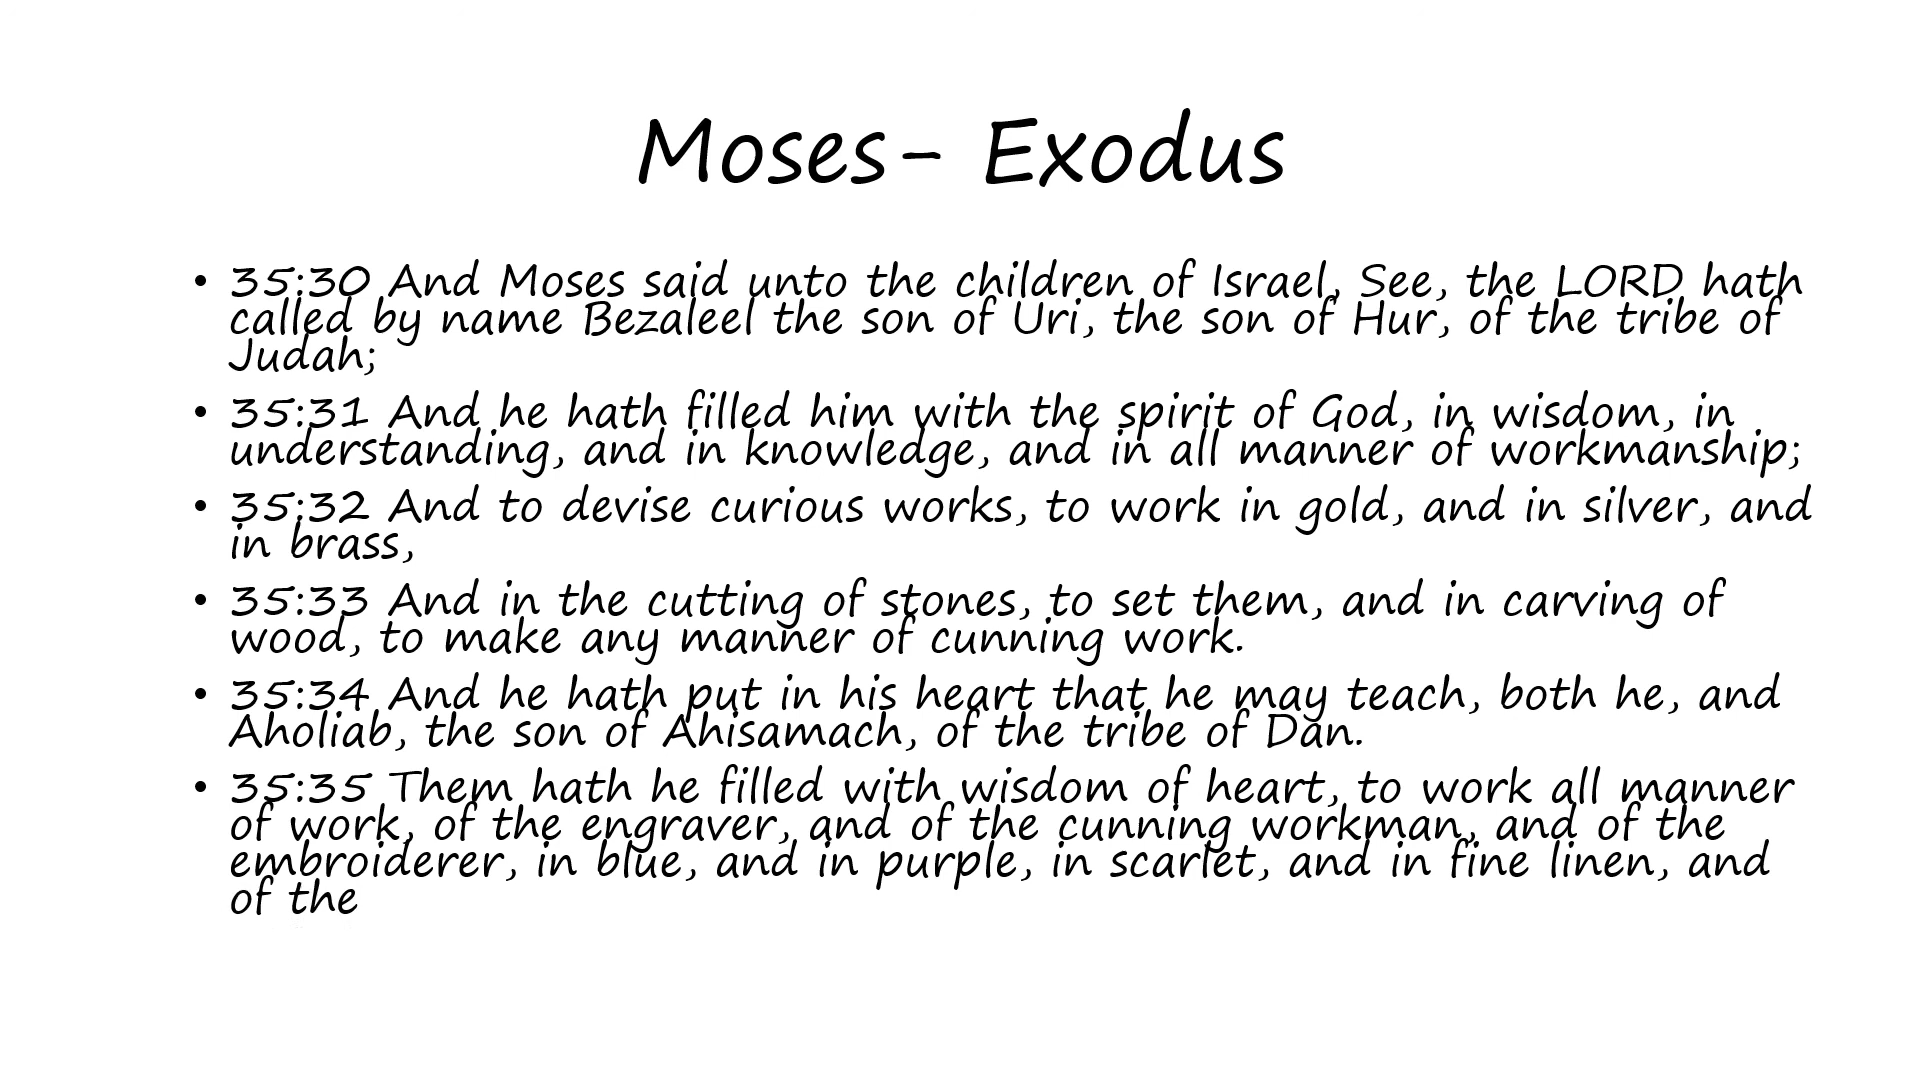 Moses- Exodus
• 35:30 And Moses said unto the children of Israel, See, the LORD hath
called by name Bezaleel the son of Uri, the son of Hur, of the tribe of
Judah;
• 35:31 And he hath filled him with the spirit of God, in wisdom, in
understanding, and in knowledge, and in all manner of workmanship;
• 35:32 And to devise curious works, to work in gold, and in silver, and
in brass,
• 35:33 And in the cutting of stones, to set them, and in carving of
wood, to make any manner of cunning work.
• 35:34 And he hath put in his heart that he may teach, both he, and
Aholiab, the son of Ahisamach, of the tribe of Dan.
• 35:35 Them hath he filled with wisdom of heart, to work all manner
of work, of the engraver, and of the cunning workman, and of the
embroiderer, in blue, and in purple, in scarlet, and in fine linen, and
of the